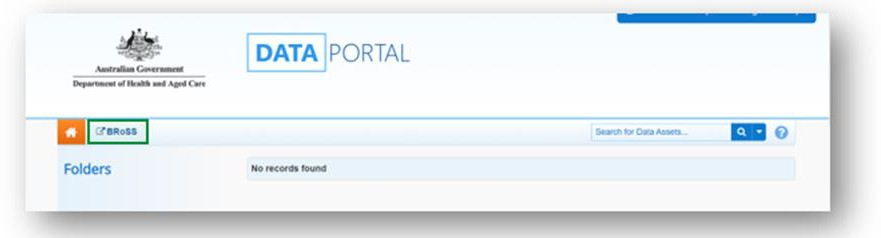 DATA PORTAL
Australian Government
Department of Health and Aged Care
BRoSS
Search for Data Assets...
Folders
No records found